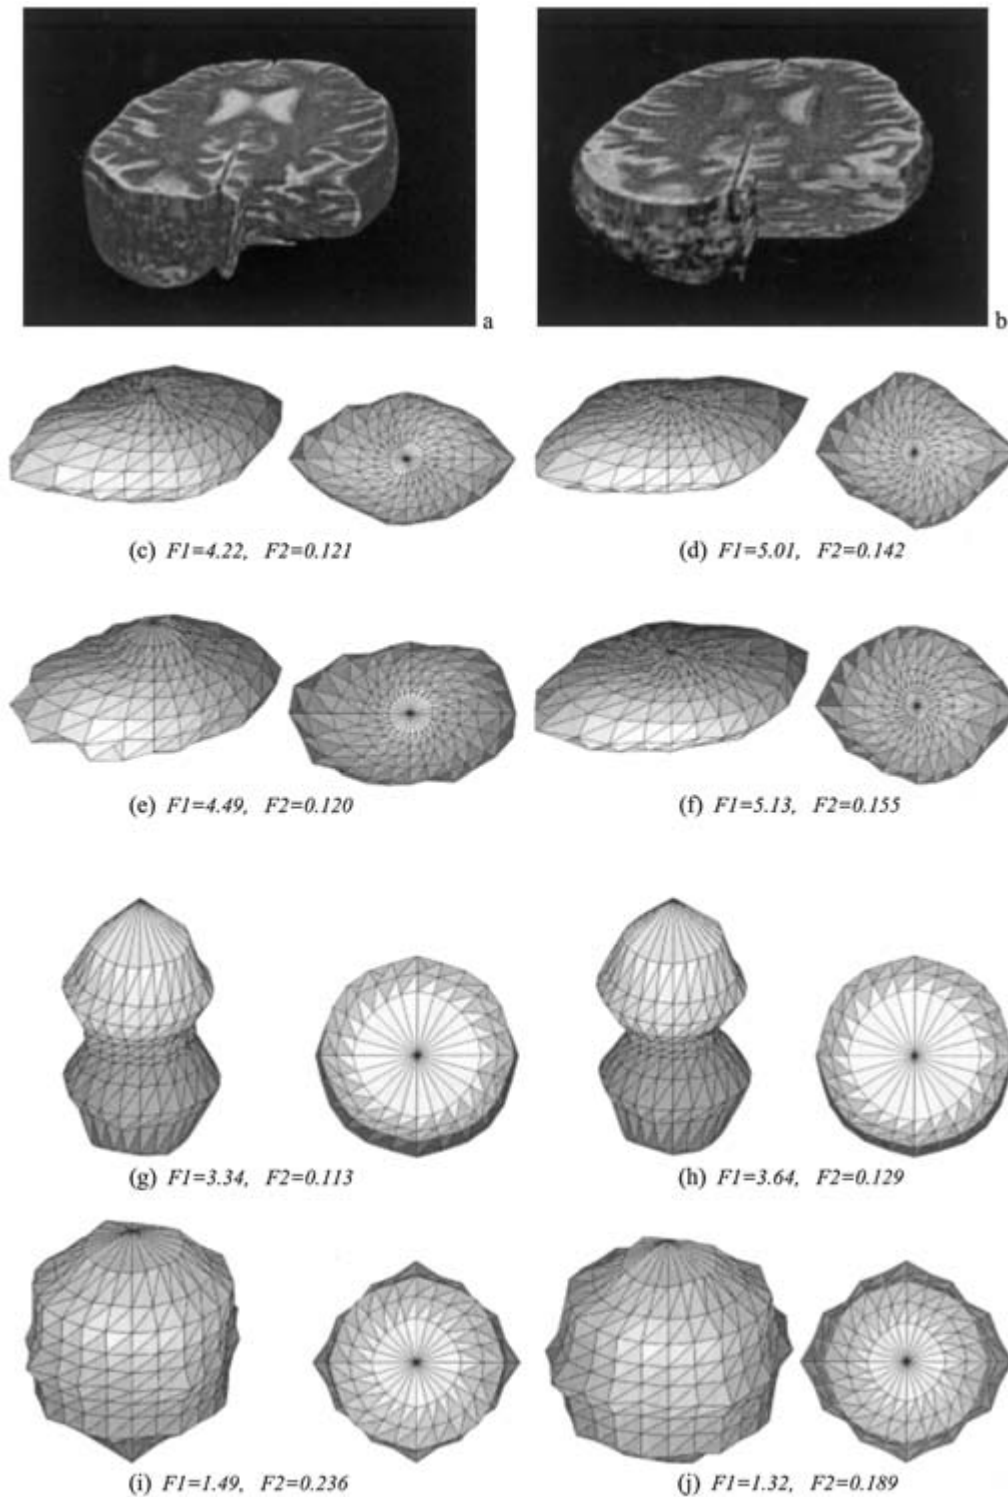 a
b
(c) F1=4.22, F2=0.121
(d) F1=5.01, F2=0.142
(e) F1=4.49, F2=0.120
(f) F1=5.13, F2=0.155
(g) F1=3.34, F2=0.113
(h) F1=3.64, F2=0.129
(i) F1=1.49, F2=0.236
(j) F1=1.32, F2=0.189